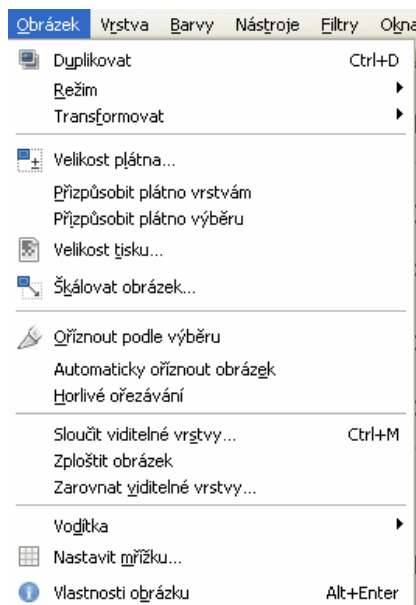 Obrázek Vrstva Barvy Nástroje Filtry Okna
Duplikovat Ctrl+D
Režim
Transformovat
Velikost plátna...
Přizpůsobit plátno vrstvám
Přizpůsobit plátno výběru
Velikost tisku...
Škálovat obrázek...
Oříznout podle výběru
Automaticky oříznout obrázek
Horlivé ořezávání
Sloučit viditelné vrstvy... Ctrl+M
Zploštit obrázek
Zarovnat viditelné vrstvy...
Vodítka
Nastavit mřížku...
Vlastnosti obrázku Alt+Enter